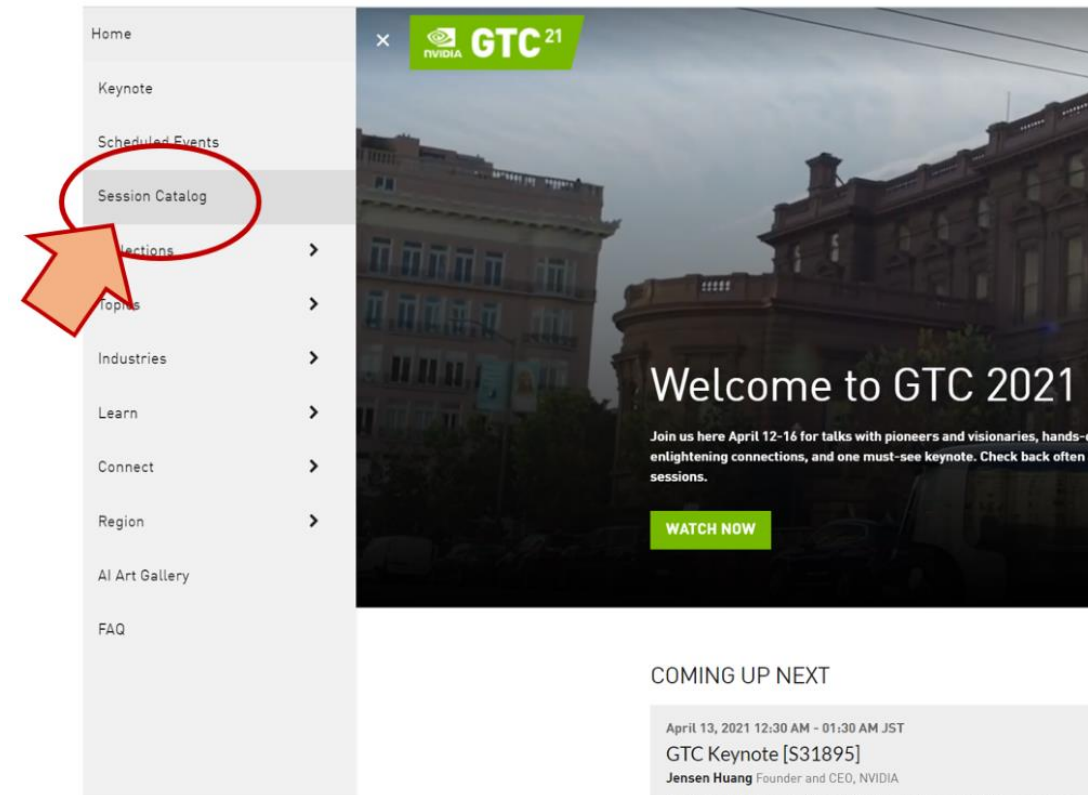 Home
Keynote
Scheduled Events
Session Catalog
Topics
Industries
Learn
Connect
Region
AI Art Gallery
FAQ
× NVIDIA GTC 21
Welcome to GTC 2021
Join us here April 12-16 for talks with pioneers and visionaries, hands-
enlightening connections, and one must-see keynote. Check back often
sessions.
WATCH NOW
COMING UP NEXT
April 13, 2021 12:30 AM - 01:30 AM JST
GTC Keynote [S31895]
Jensen Huang Founder and CEO, NVIDIA